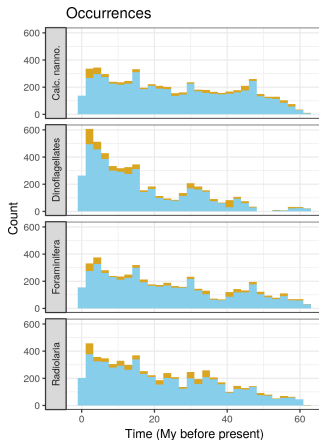 Occurrences
Count
Calc. nanno.
600
400
200
0
Dinoflagellates
600
400
200
0
Foraminifera
600
400
200
0
Radiolaria
600
400
200
0
0 20 40 60
Time (My before present)